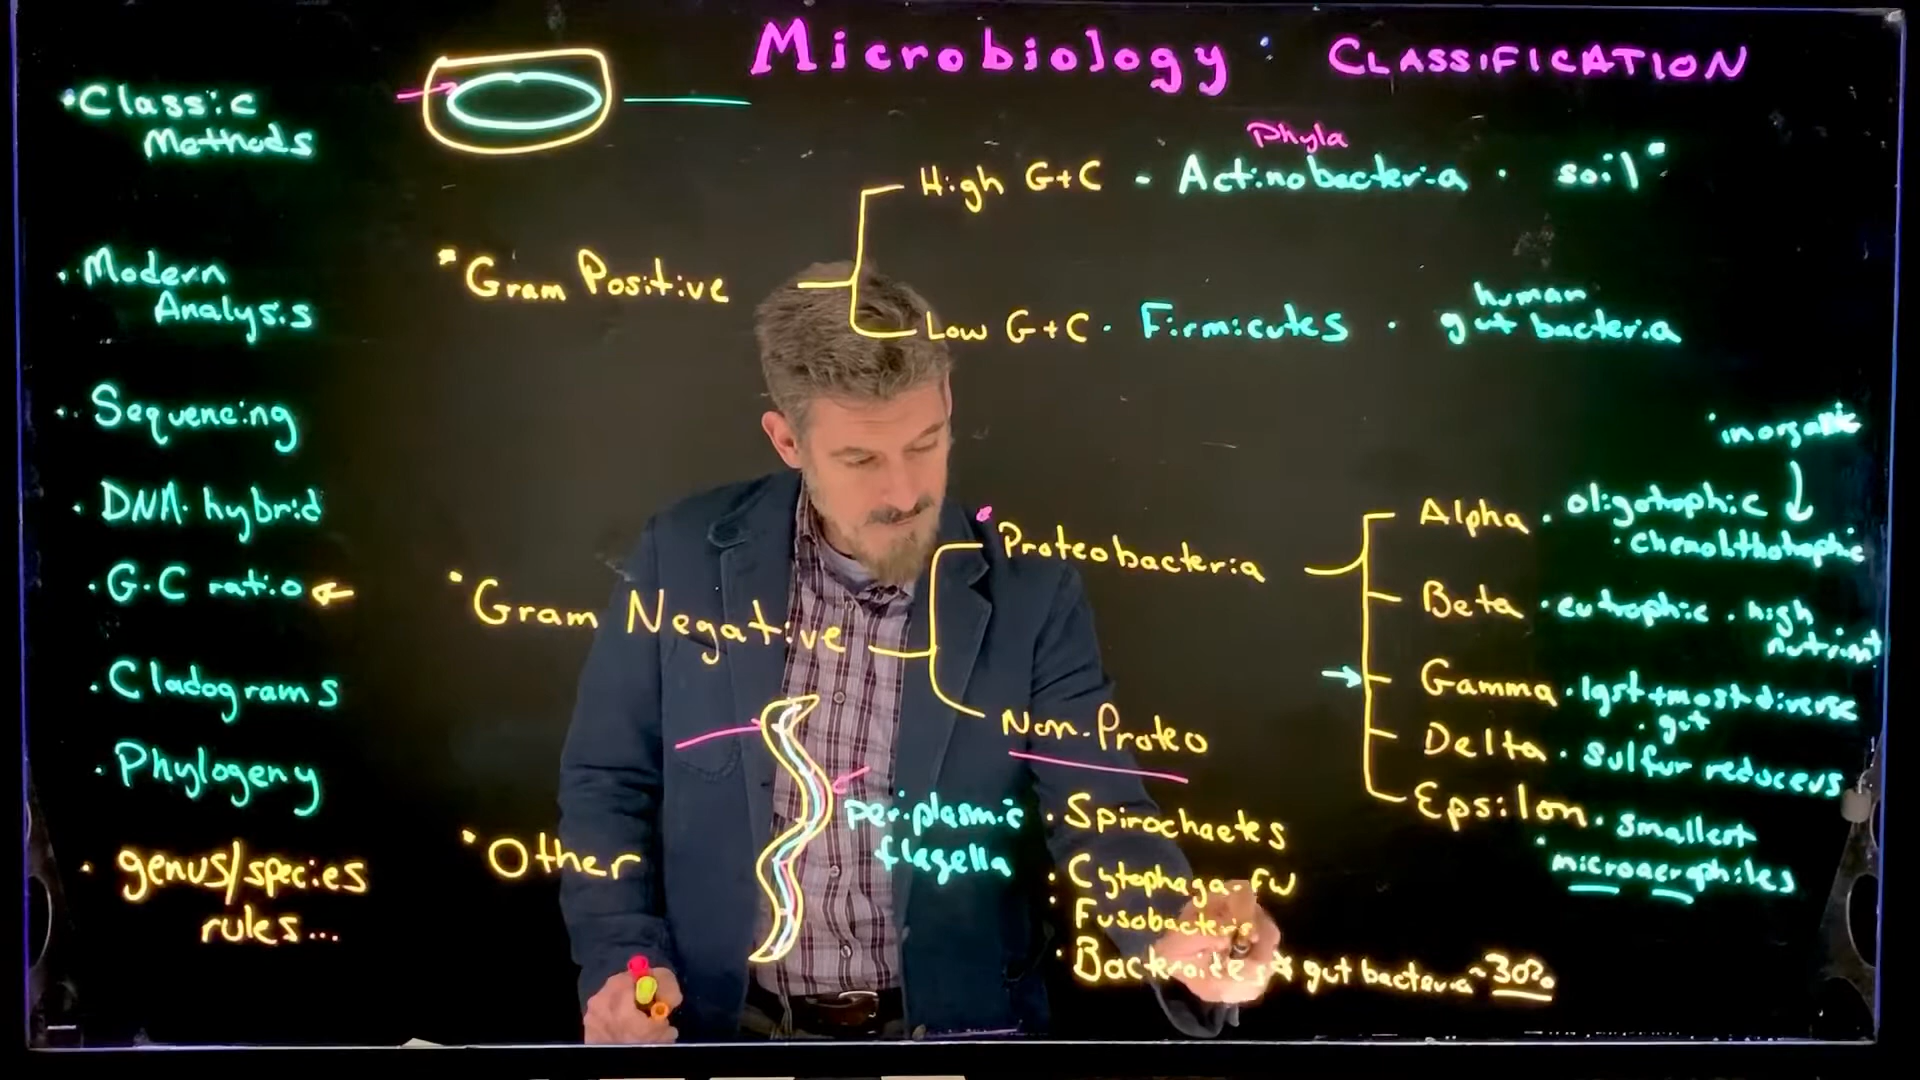 Microbiology : CLASSIFICATION
• Classic
Methods
• Modern
Analysis
• Sequencing
• DNA· hybrid
• G·C ratio ←
• Cladograms
• Phylogeny
• genus/species
rules...
Phyla
High G+C - Actinobacteria · soil
• Gram Positive
Low G+C · Firmicutes · gut bacteria
human
• inorganic
↓
• Gram Negative
Proteobacteria
Alpha · oligotrophic
· chemolithotrophic
Beta · eutrophic · high
nutrient
→ Gamma · lgst + most diverse
· gut
Delta · sulfur reducers
Epsilon · smallest
· microaerophiles
Non-Proteo
periplasmic
flagella
• Spirochaetes
• Cytophaga - FW
• Fusobacteria
• Bacteroides * gut bacteria ~30%
• Other